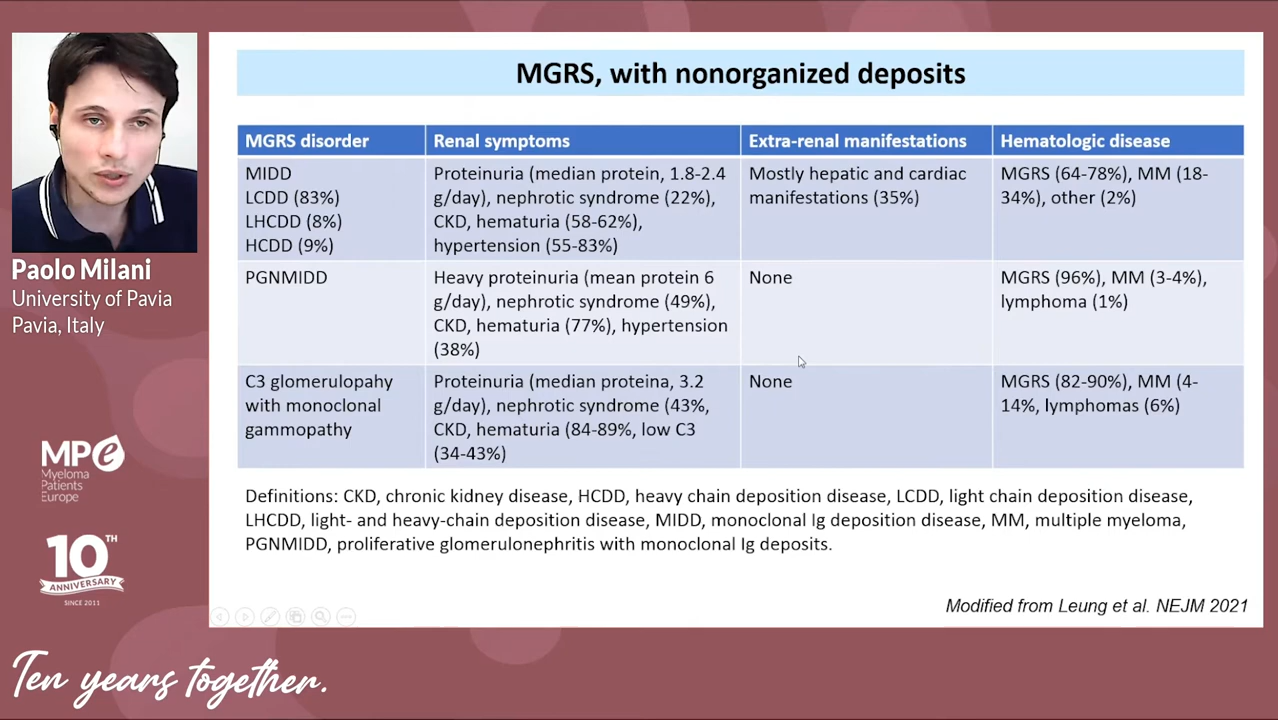 MGRS, with nonorganized deposits
MGRS disorder
Renal symptoms
Extra-renal manifestations
Hematologic disease
MIDD
LCDD (83%)
LHCDD (8%)
HCDD (9%)
Proteinuria (median protein, 1.8-2.4
g/day), nephrotic syndrome (22%),
CKD, hematuria (58-62%),
hypertension (55-83%)
Mostly hepatic and cardiac
manifestations (35%)
MGRS (64-78%), MM (18-
34%), other (2%)
PGNMIDD
Heavy proteinuria (mean protein 6
g/day), nephrotic syndrome (49%),
CKD, hematuria (77%), hypertension
(38%)
None
MGRS (96%), MM (3-4%),
lymphoma (1%)
C3 glomerulopahy
with monoclonal
gammopathy
Proteinuria (median proteina, 3.2
g/day), nephrotic syndrome (43%,
CKD, hematuria (84-89%, low C3
(34-43%)
None
MGRS (82-90%), MM (4-
14%, lymphomas (6%)
Definitions: CKD, chronic kidney disease, HCDD, heavy chain deposition disease, LCDD, light chain deposition disease,
LHCDD, light- and heavy-chain deposition disease, MIDD, monoclonal Ig deposition disease, MM, multiple myeloma,
PGNMIDD, proliferative glomerulonephritis with monoclonal Ig deposits.
Modified from Leung et al. NEJM 2021
Paolo Milani
University of Pavia
Pavia, Italy
MPe
Myeloma
Patients
Europe
10TH
ANNIVERSARY
SINCE 2011
Ten years together.